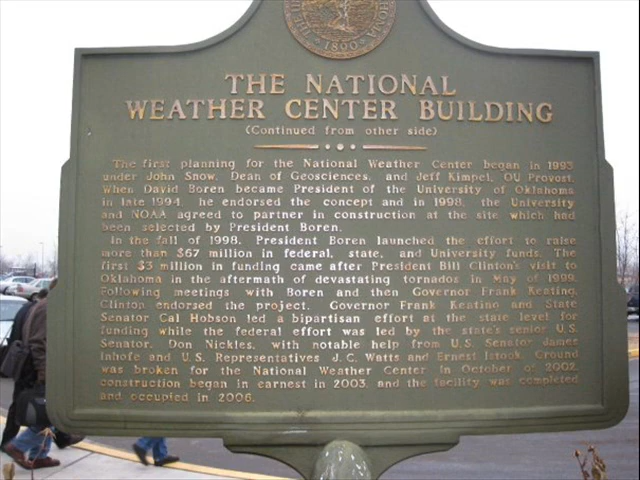 THE
HOMA
1890
THE NATIONAL
WEATHER CENTER BUILDING
(Continued from other side)
The first planning for the National Weather Center began in 1993
under John Snow, Dean of Geosciences, and Jeff Kimpel, OU Provost.
When David Boren became President of the University of Oklahoma
in late 1994, he endorsed the concept and in 1998, the University
and NOAA agreed to partner in construction at the site which had
been selected by President Boren.
In the fall of 1998, President Boren launched the effort to raise
more than $67 million in federal, state, and University funds. The
first $3 million in funding came after President Bill Clinton's visit to
Oklahoma in the aftermath of devastating tornados in May of 1999.
Following meetings with Boren and then Governor Frank Keating,
Clinton endorsed the project. Governor Frank Keating and State
Senator Cal Hobson led a bipartisan effort at the state level for
funding while the federal effort was led by the state's senior U.S.
Senator, Don Nickles, with notable help from U.S. Senator James
Inhofe and U.S. Representatives J.C. Watts and Ernest Istook. Ground
was broken for the National Weather Center in October of 2002,
construction began in earnest in 2003, and the facility was completed
and occupied in 2006.